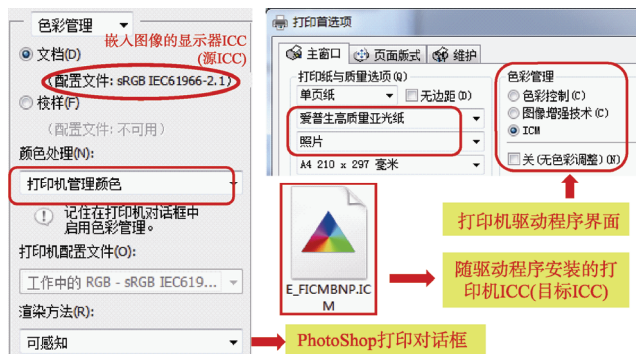 色彩管理
嵌入图像的显示器ICC
(源ICC)
文档(D)
(配置文件: sRGB IEC61966-2.1)
校样(F)
(配置文件: 不可用)
颜色处理(N):
打印机管理颜色
记住在打印机对话框中
启用色彩管理。
打印机配置文件(O):
工作中的 RGB - sRGB IEC619...
渲染方法(R):
可感知
PhotoShop打印对话框
打印首选项
主窗口
页面版式
维护
打印纸与质量选项(Q)
单页纸
无边距(D)
爱普生高质量亚光纸
照片
A4 210 x 297 毫米
色彩管理
色彩控制(C)
图像增强技术(C)
ICM
关(无色彩调整)(N)
打印机驱动程序界面
E_FICMBNP.IC
M
随驱动程序安装的打
印机ICC(目标ICC)